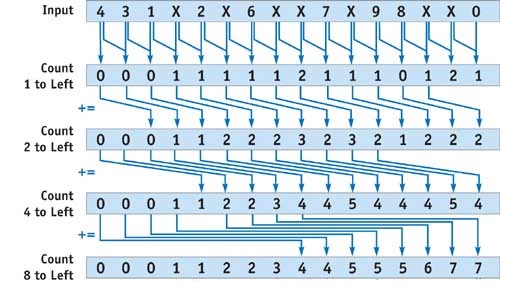 Input 4 3 1 X 2 X 6 X X 7 X 9 8 X X 0
Count
1 to Left 0 0 0 1 1 1 1 1 2 1 1 1 0 1 2 1
+=
Count
2 to Left 0 0 0 1 1 2 2 2 3 2 3 2 1 2 2 2
+=
Count
4 to Left 0 0 0 1 1 2 2 3 4 4 5 4 4 4 5 4
+=
Count
8 to Left 0 0 0 1 1 2 2 3 4 4 5 5 5 6 7 7